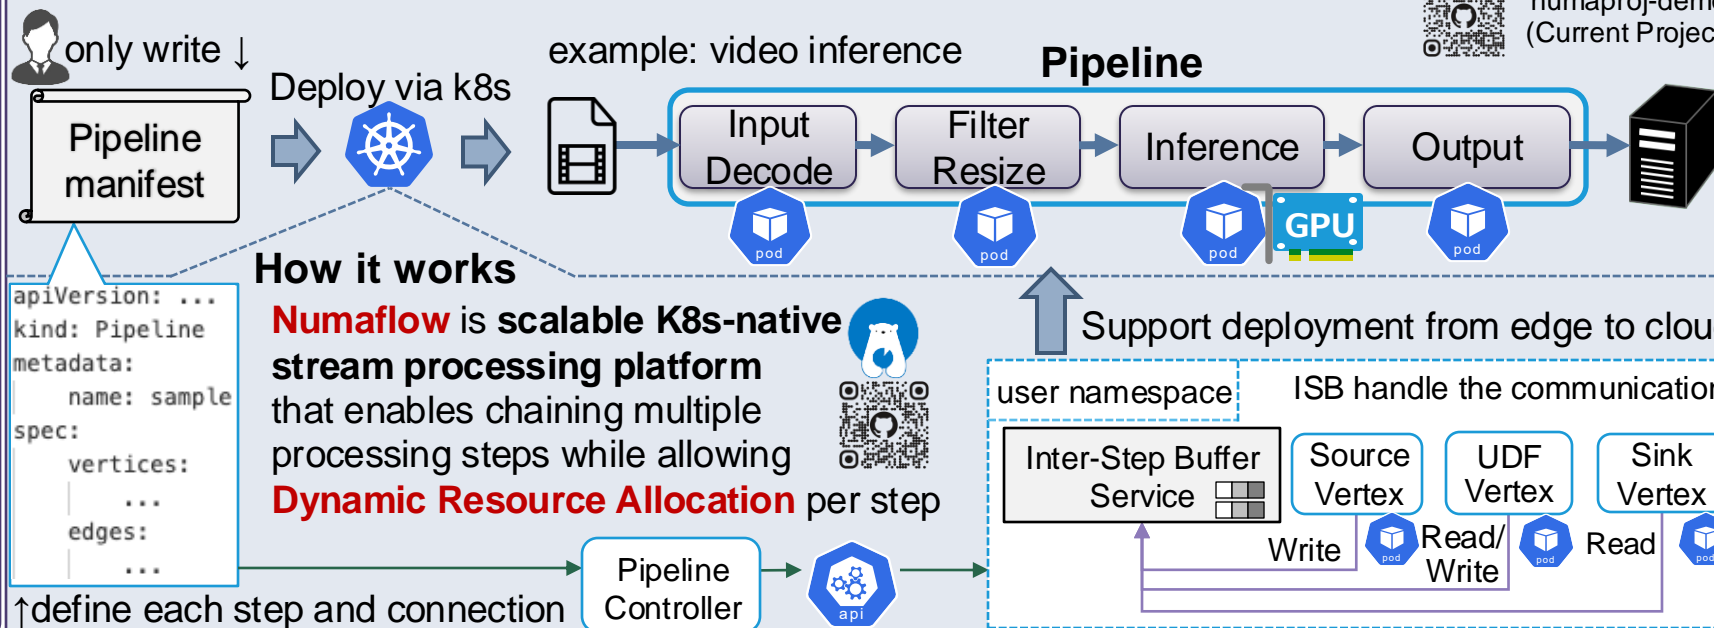 numaproj-dem
(Current Projec
only write ↓
example: video inference
Pipeline
Deploy via k8s
Pipeline
manifest
Input
Decode
Filter
Resize
Inference
Output
pod
pod
pod
GPU
pod
How it works
apiVersion: ...
kind: Pipeline
metadata:
name: sample
spec:
vertices:
...
edges:
...
Numaflow is scalable K8s-native
stream processing platform
that enables chaining multiple
processing steps while allowing
Dynamic Resource Allocation per step
Support deployment from edge to clou
user namespace
ISB handle the communication
Inter-Step Buffer
Service
Source
Vertex
UDF
Vertex
Sink
Vertex
pod
pod
pod
Write
Read/
Write
Read
Pipeline
Controller
api
↑define each step and connection